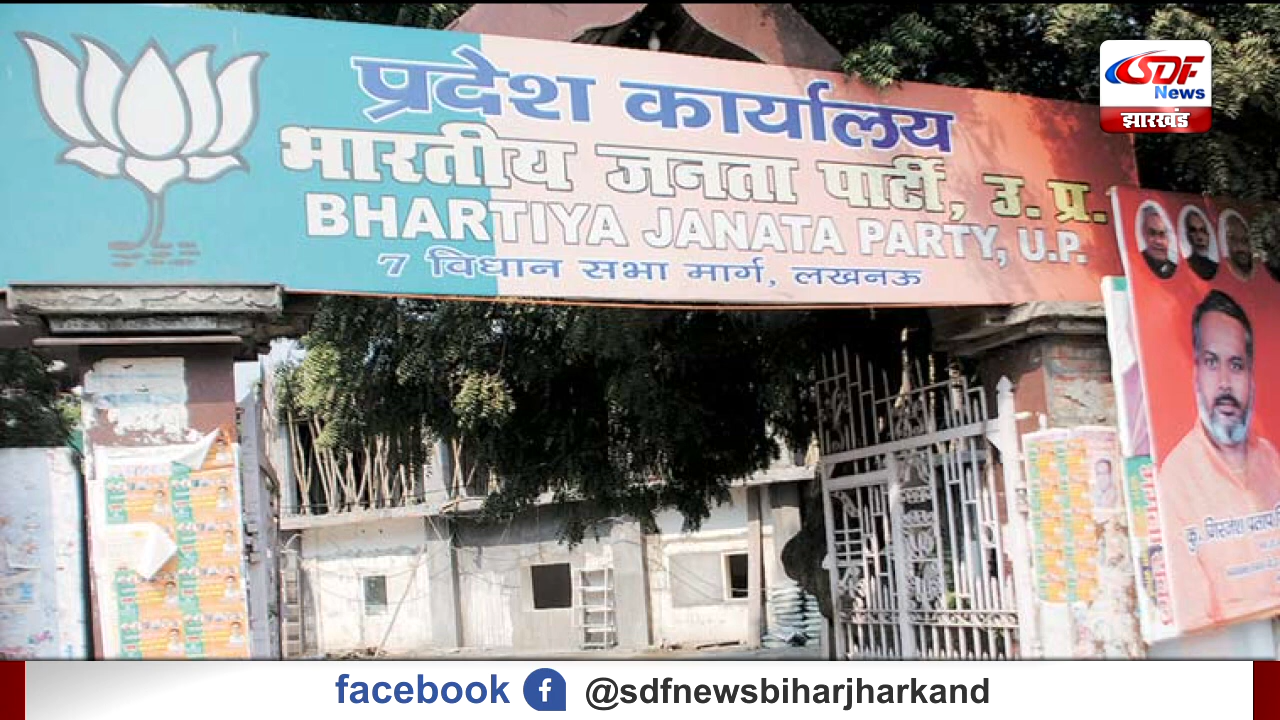 प्रदेश कार्यालय
भारतीय जनता पार्टी, उ. प्र.
BHARTIYA JANATA PARTY, U.P.
7 विधान सभा मार्ग, लखनऊ
SDF
News
झारखंड
facebook f @sdfnewsbiharjharkand